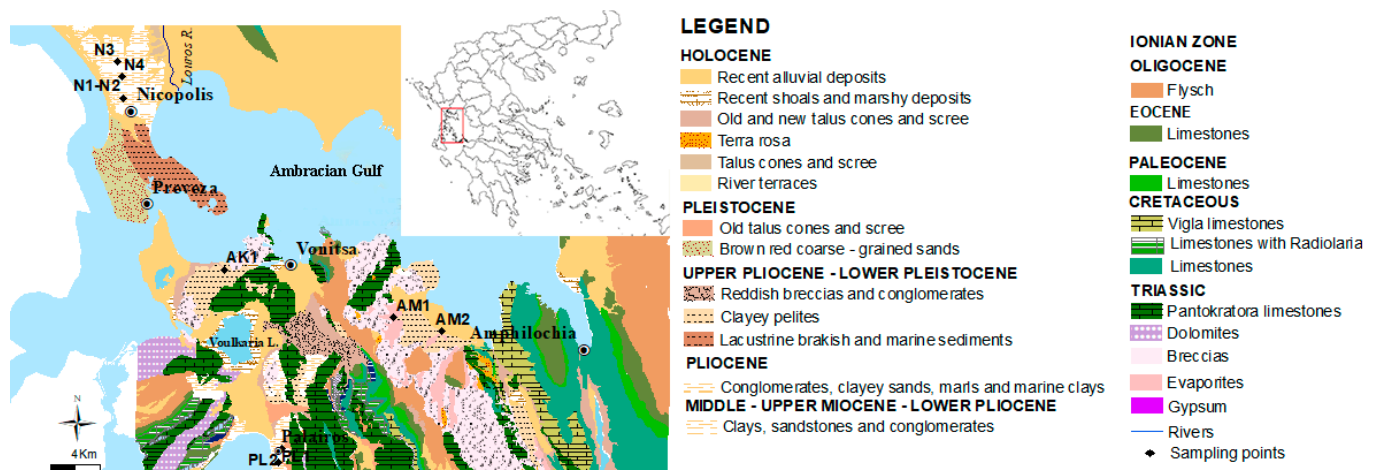 N3
N4
N1-N2
Nicopolis
Louros R.
Ambracian Gulf
Preveza
Vonitsa
AK1
AM1
AM2
Amphilochia
Voulkaria L.
Palairos
PL2 PL1
N
4Km
LEGEND
HOLOCENE
Recent alluvial deposits
Recent shoals and marshy deposits
Old and new talus cones and scree
Terra rosa
Talus cones and scree
River terraces
PLEISTOCENE
Old talus cones and scree
Brown red coarse - grained sands
UPPER PLIOCENE - LOWER PLEISTOCENE
Reddish breccias and conglomerates
Clayey pelites
Lacustrine brakish and marine sediments
PLIOCENE
Conglomerates, clayey sands, marls and marine clays
MIDDLE - UPPER MIOCENE - LOWER PLIOCENE
Clays, sandstones and conglomerates
IONIAN ZONE
OLIGOCENE
Flysch
EOCENE
Limestones
PALEOCENE
Limestones
CRETACEOUS
Vigla limestones
Limestones with Radiolaria
Limestones
TRIASSIC
Pantokratora limestones
Dolomites
Breccias
Evaporites
Gypsum
Rivers
Sampling points